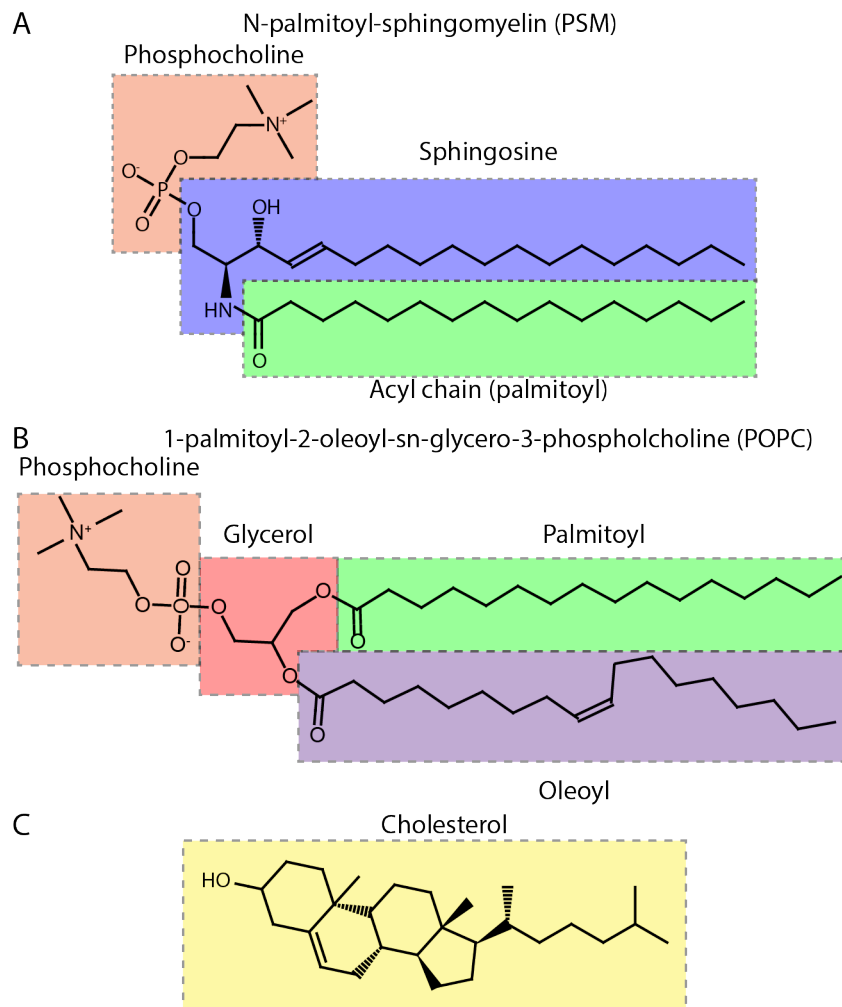 A
N-palmitoyl-sphingomyelin (PSM)
Phosphocholine
N+
O
O-
P
O
O
Sphingosine
OH
HN
O
Acyl chain (palmitoyl)
B
1-palmitoyl-2-oleoyl-sn-glycero-3-phospholcholine (POPC)
Phosphocholine
N+
Glycerol
Palmitoyl
O
O
O
O
O
O-
O
O
O
Oleoyl
C
Cholesterol
HO